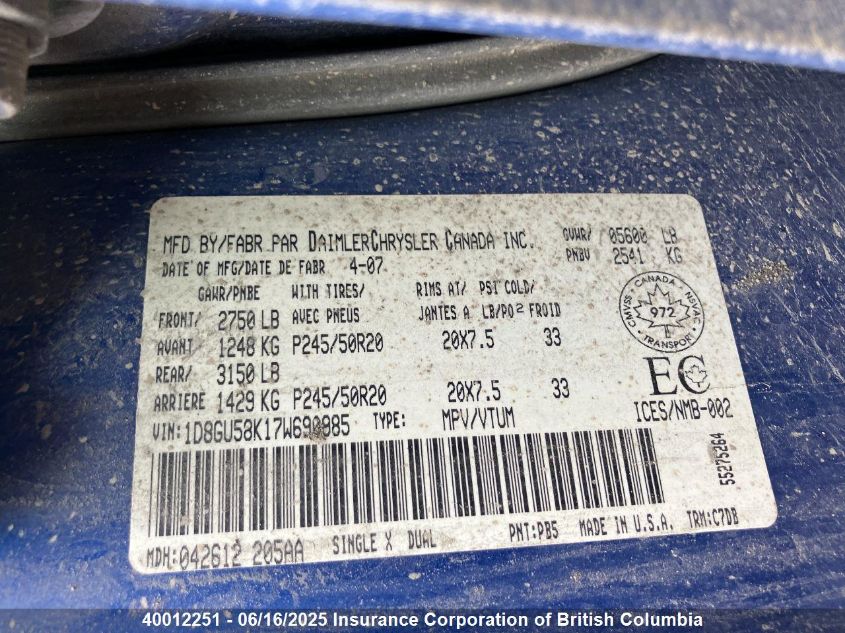 MFD BY/FABR PAR DAIMLERCHRYSLER CANADA INC. GVWR/ 05600 LB
DATE OF MFG/DATE DE FABR 4-07 PNBV 2541 KG
GAWR/PNBE WITH TIRES/ RIMS AT/ PSI COLD/
FRONT/ 2750 LB AVEC PNEUS JANTES A LB/PO2 FROID
AVANT 1248 KG P245/50R20 20X7.5 33
REAR/ 3150 LB
ARRIERE 1429 KG P245/50R20 20X7.5 33
CANADA
CMVSS 972 NSVAC
TRANSPORT
EC
ICES/NMB-002
VIN:1D8GU58K17W690985 TYPE: MPV/VTUM
55275264
MDH:042612 205AA SINGLE X DUAL PNT:PB5 MADE IN U.S.A. TRM:C7DB
40012251 - 06/16/2025 Insurance Corporation of British Columbia